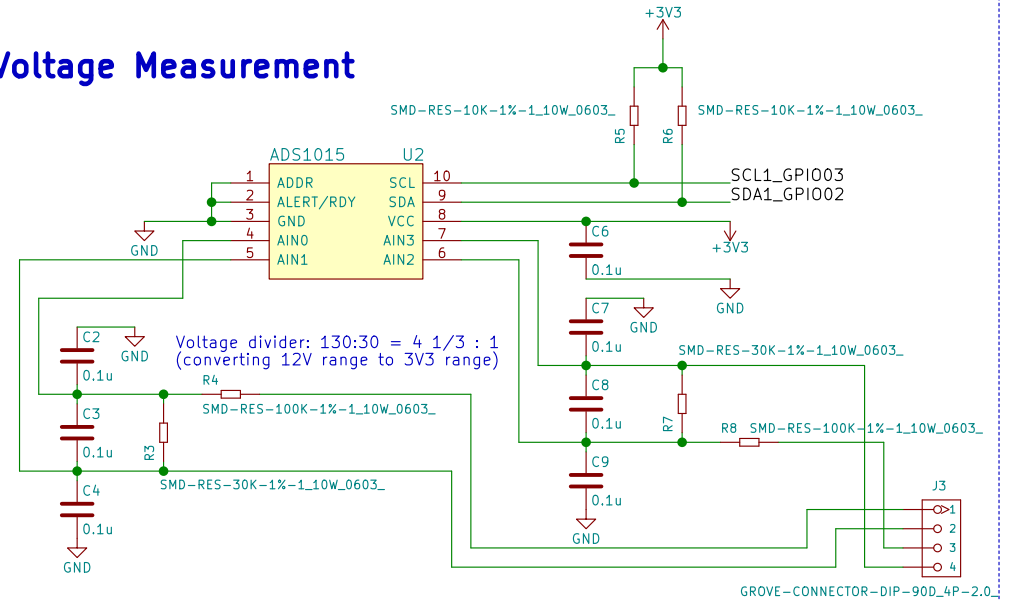 Voltage Measurement
+3V3
SMD-RES-10K-1%-1_10W_0603_
R5
R6
SMD-RES-10K-1%-1_10W_0603_
ADS1015
U2
1 ADDR
2 ALERT/RDY
3 GND
4 AIN0
5 AIN1
SCL 10
SDA 9
VCC 8
AIN3 7
AIN2 6
SCL1_GPIO03
SDA1_GPIO02
GND
C6
0.1u
+3V3
GND
C7
0.1u
GND
C2
0.1u
GND
Voltage divider: 130:30 = 4 1/3 : 1
(converting 12V range to 3V3 range)
SMD-RES-30K-1%-1_10W_0603_
R4
SMD-RES-100K-1%-1_10W_0603_
C8
0.1u
R7
C3
0.1u
R3
R8
SMD-RES-100K-1%-1_10W_0603_
SMD-RES-30K-1%-1_10W_0603_
C9
0.1u
GND
C4
0.1u
GND
J3
1
2
3
4
GROVE-CONNECTOR-DIP-90D_4P-2.0_